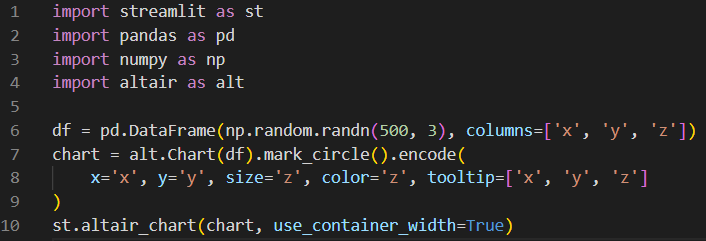 1 import streamlit as st
2 import pandas as pd
3 import numpy as np
4 import altair as alt
5
6 df = pd.DataFrame(np.random.randn(500, 3), columns=['x', 'y', 'z'])
7 chart = alt.Chart(df).mark_circle().encode(
8     x='x', y='y', size='z', color='z', tooltip=['x', 'y', 'z']
9 )
10 st.altair_chart(chart, use_container_width=True)